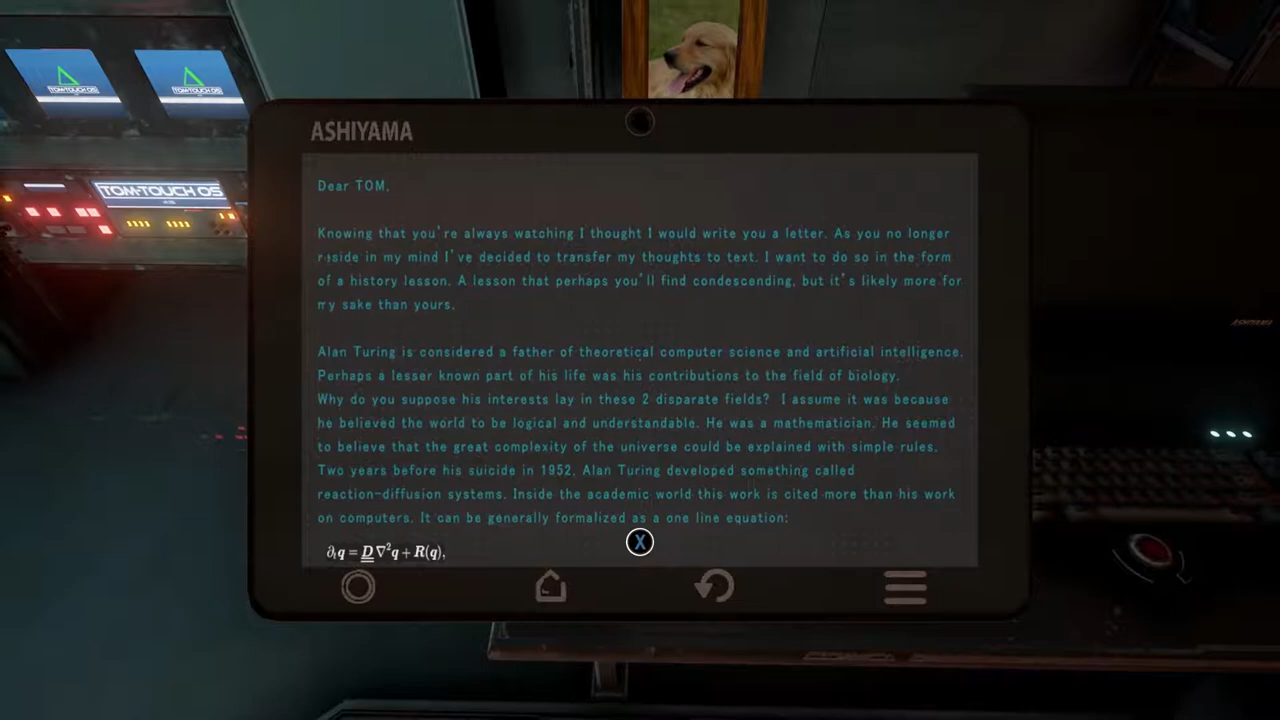 TOM-TOUCH OS
TOM-TOUCH OS
TOM-TOUCH OS
ASHIYAMA
Dear TOM,
Knowing that you're always watching I thought I would write you a letter. As you no longer
reside in my mind I've decided to transfer my thoughts to text. I want to do so in the form
of a history lesson. A lesson that perhaps you'll find condescending, but it's likely more for
my sake than yours.
Alan Turing is considered a father of theoretical computer science and artificial intelligence.
Perhaps a lesser known part of his life was his contributions to the field of biology.
Why do you suppose his interests lay in these 2 disparate fields? I assume it was because
he believed the world to be logical and understandable. He was a mathematician. He seemed
to believe that the great complexity of the universe could be explained with simple rules.
Two years before his suicide in 1952, Alan Turing developed something called
reaction-diffusion systems. Inside the academic world this work is cited more than his work
on computers. It can be generally formalized as a one line equation:
∂ₜq = D∇²q + R(q),
X
ASHIYAMA